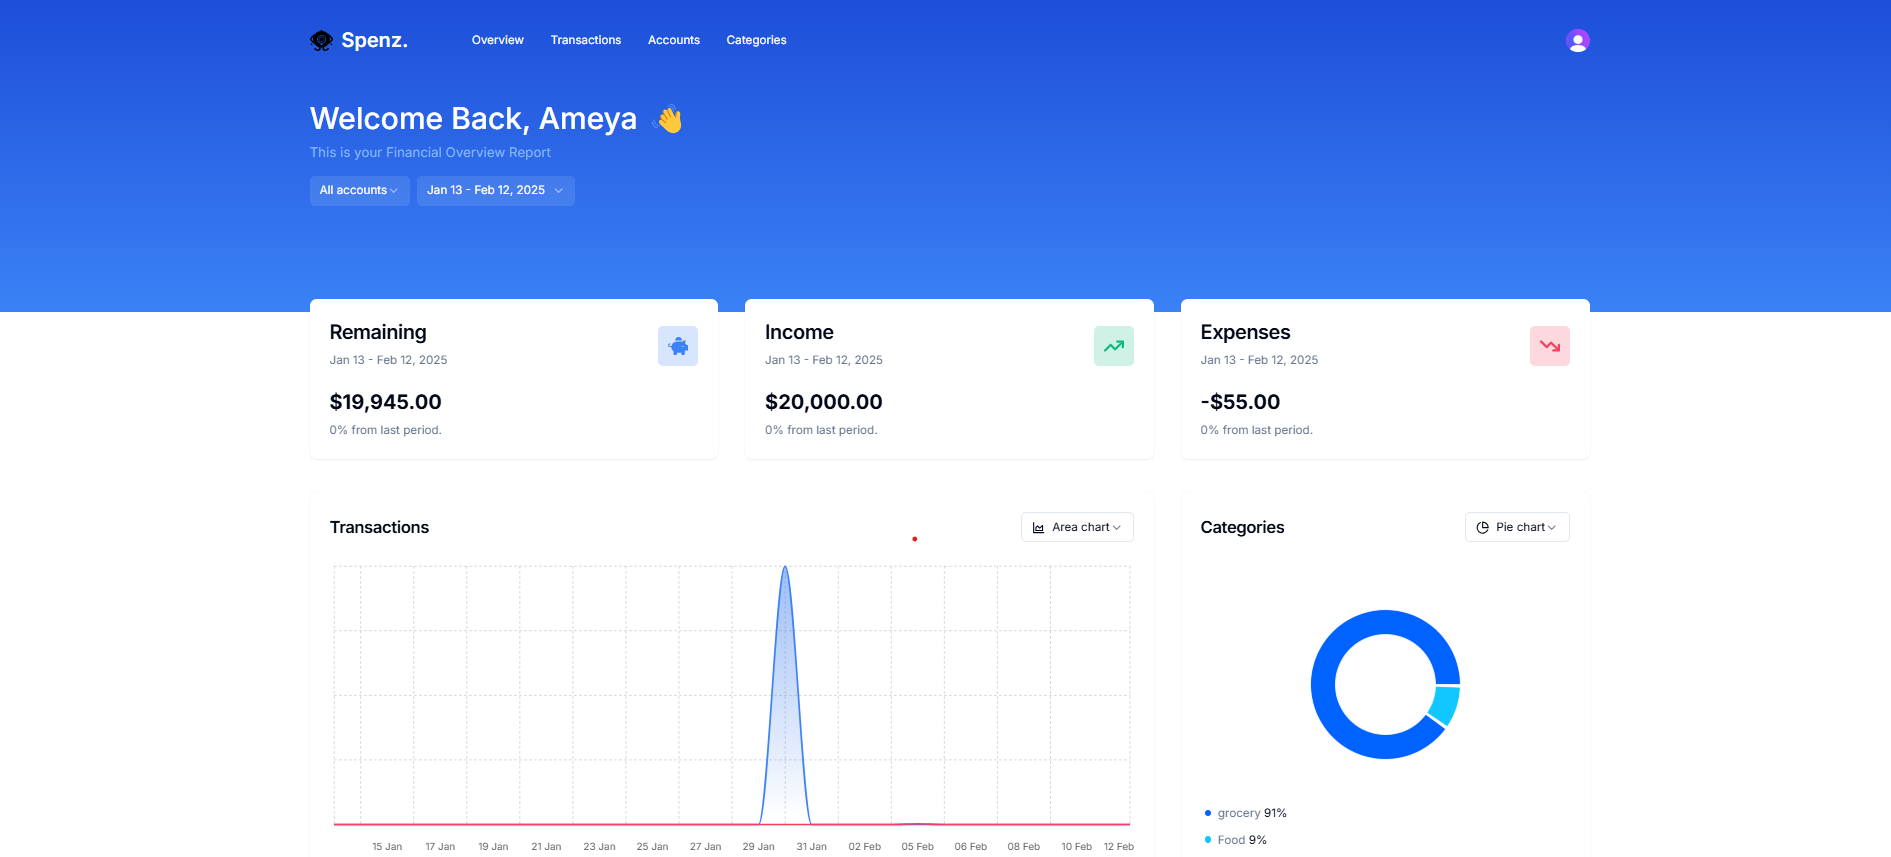 Spenz.
Overview Transactions Accounts Categories
Welcome Back, Ameya 👋
This is your Financial Overview Report
All accounts Jan 13 - Feb 12, 2025
Remaining
Jan 13 - Feb 12, 2025
$19,945.00
0% from last period.
Income
Jan 13 - Feb 12, 2025
$20,000.00
0% from last period.
Expenses
Jan 13 - Feb 12, 2025
-$55.00
0% from last period.
Transactions
Area chart
15 Jan 17 Jan 19 Jan 21 Jan 23 Jan 25 Jan 27 Jan 29 Jan 31 Jan 02 Feb 05 Feb 06 Feb 08 Feb 10 Feb 12 Feb
Categories
Pie chart
grocery 91%
Food 9%